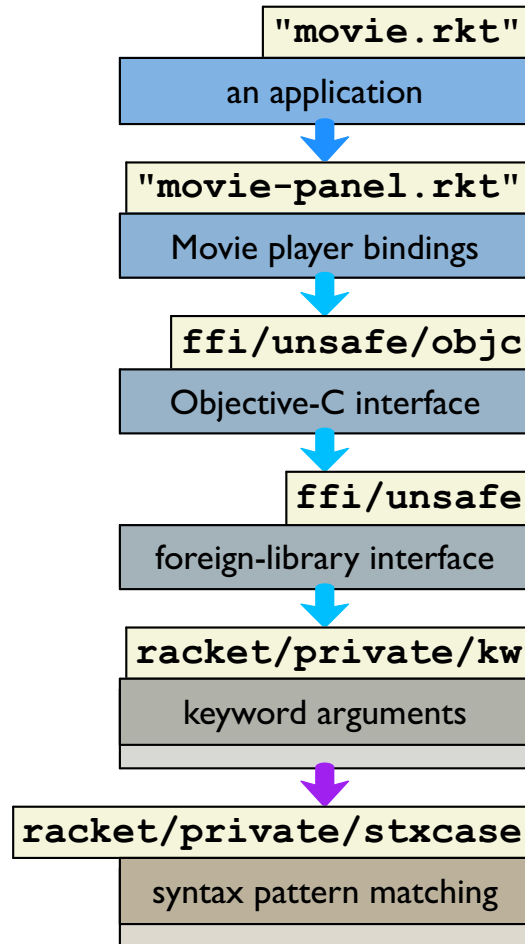 "movie.rkt"
an application
"movie-panel.rkt"
Movie player bindings
ffi/unsafe/objc
Objective-C interface
ffi/unsafe
foreign-library interface
racket/private/kw
keyword arguments
racket/private/stxcase
syntax pattern matching